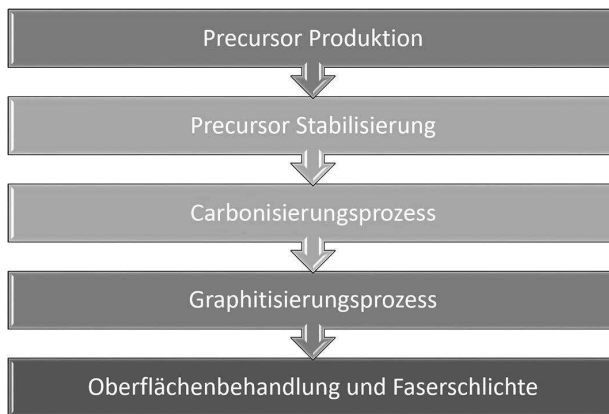 Precursor Produktion
Precursor Stabilisierung
Carbonisierungsprozess
Graphitisierungsprozess
Oberflächenbehandlung und Faserschlichte